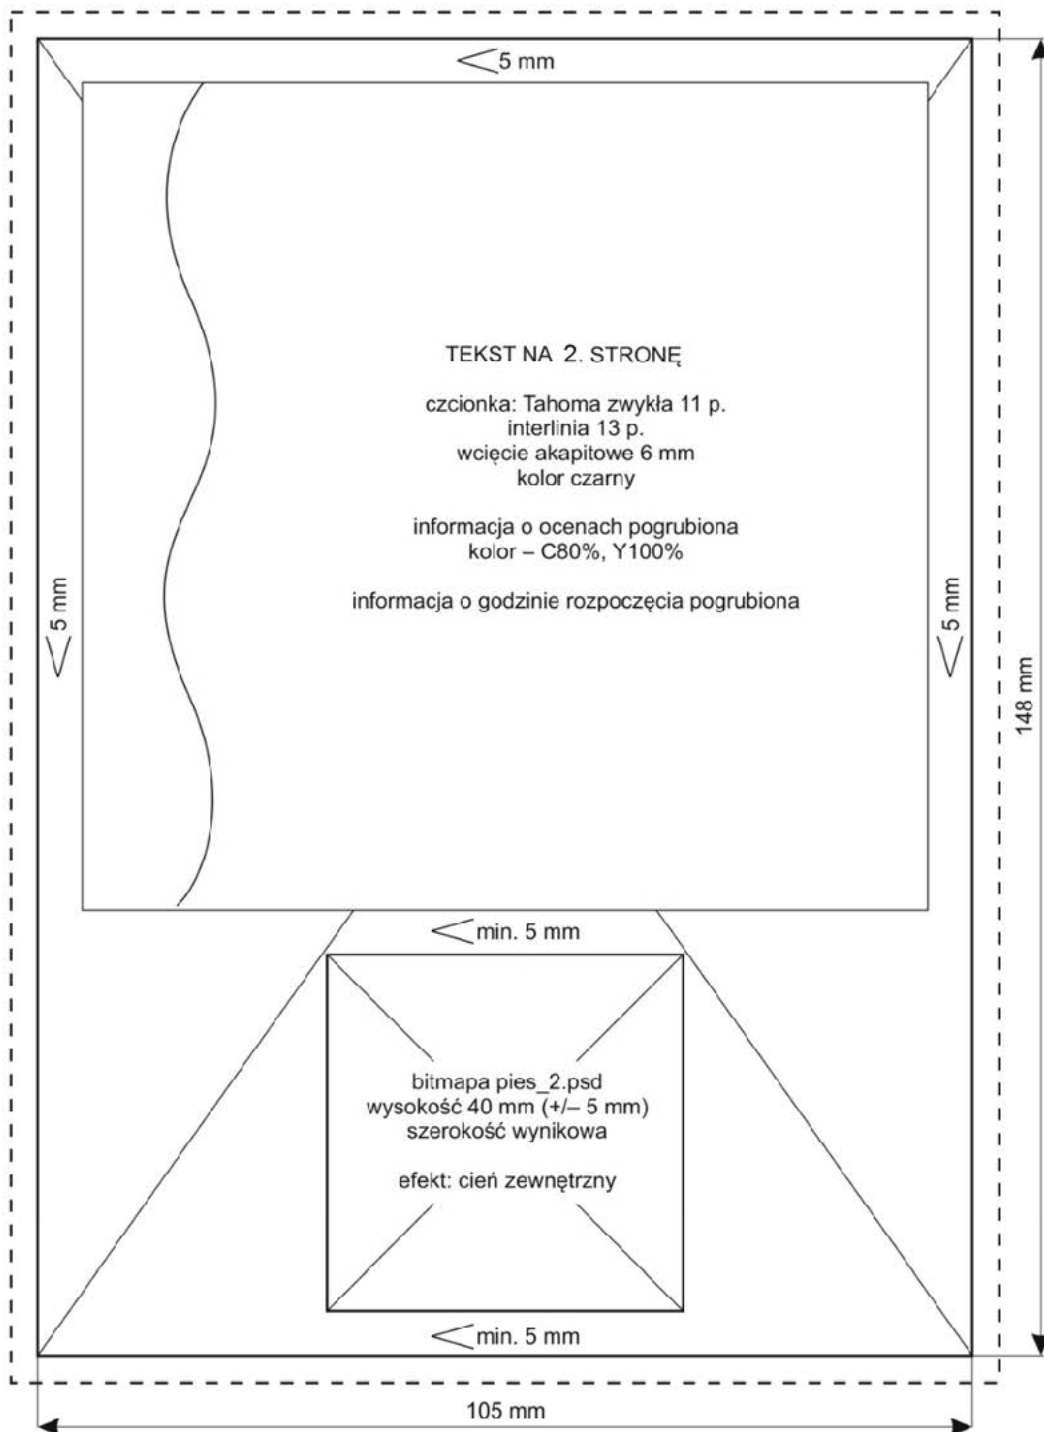 5 mm
TEKST NA 2. STRONĘ
czcionka: Tahoma zwykła 11 p.
interlinia 13 p.
wcięcie akapitowe 6 mm
kolor czarny
informacja o ocenach pogrubiona
kolor – C80%, Y100%
informacja o godzinie rozpoczęcia pogrubiona
5 mm
5 mm
148 mm
min. 5 mm
bitmapa pies_2.psd
wysokość 40 mm (+/– 5 mm)
szerokość wynikowa
efekt: cień zewnętrzny
min. 5 mm
105 mm